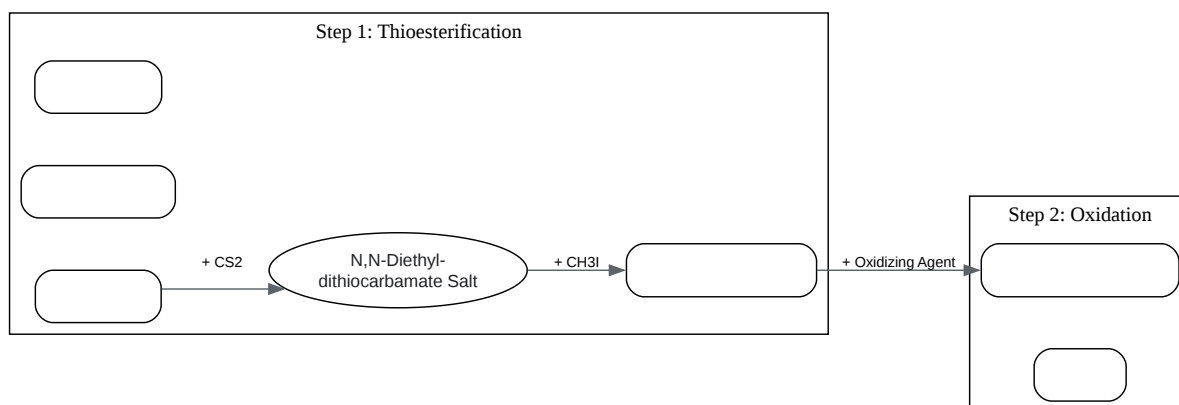 Step 1: Thioesterification
+ CS2
N,N-Diethyl-
dithiocarbamate Salt
+ CH3I
+ Oxidizing Agent
Step 2: Oxidation